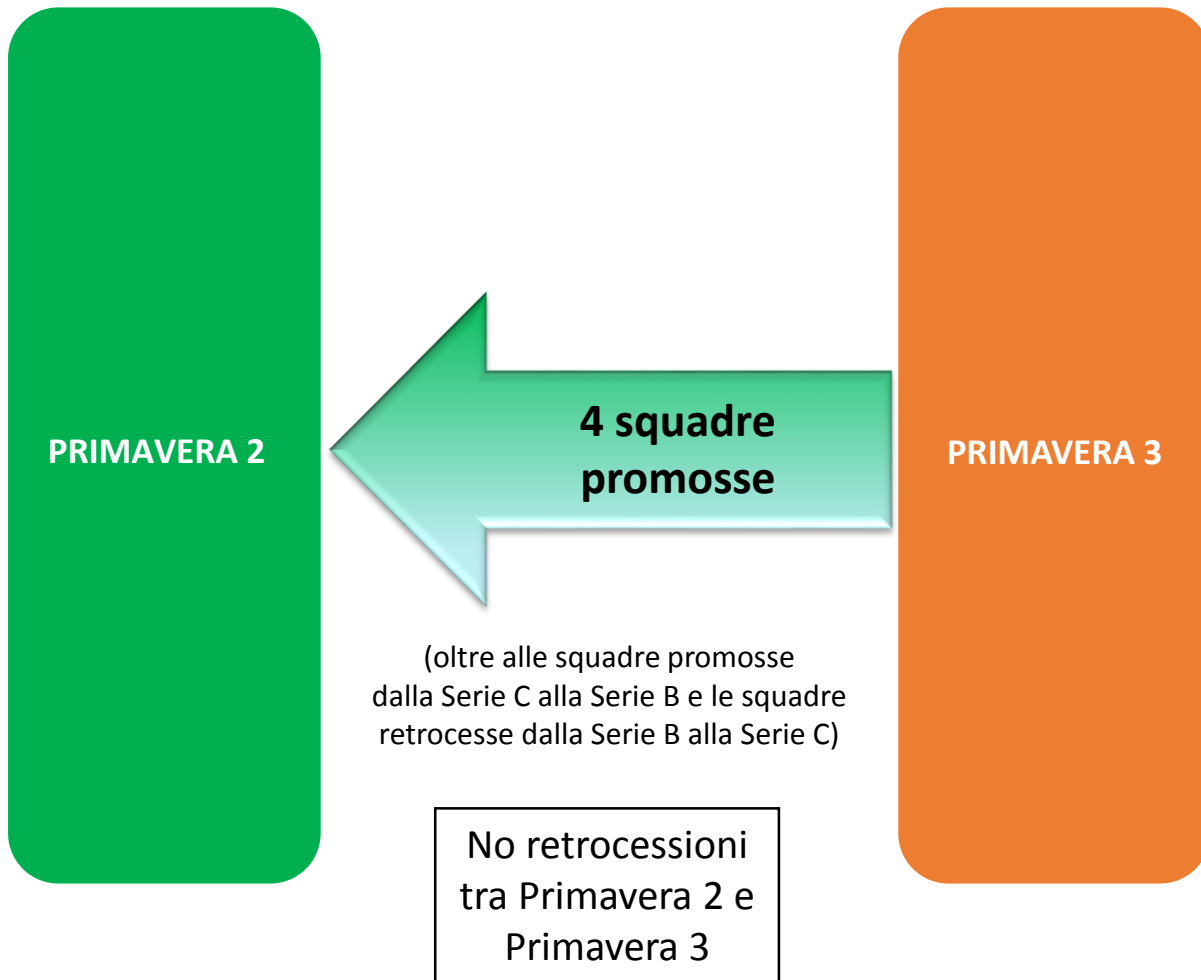 PRIMAVERA 2
4 squadre
promosse
PRIMAVERA 3
(oltre alle squadre promosse
dalla Serie C alla Serie B e le squadre
retrocesse dalla Serie B alla Serie C)
No retrocessioni
tra Primavera 2 e
Primavera 3